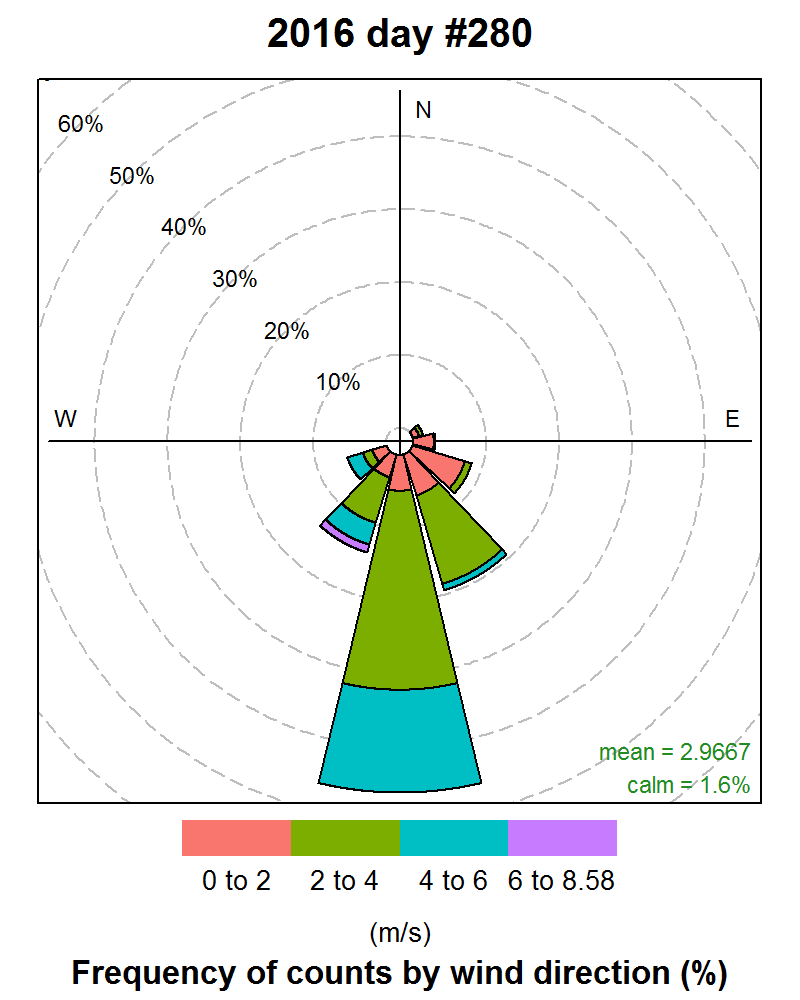 2016 day #280
N
60%
50%
40%
30%
20%
10%
W
E
mean = 2.9667
calm = 1.6%
0 to 2 2 to 4 4 to 6 6 to 8.58
(m/s)
Frequency of counts by wind direction (%)